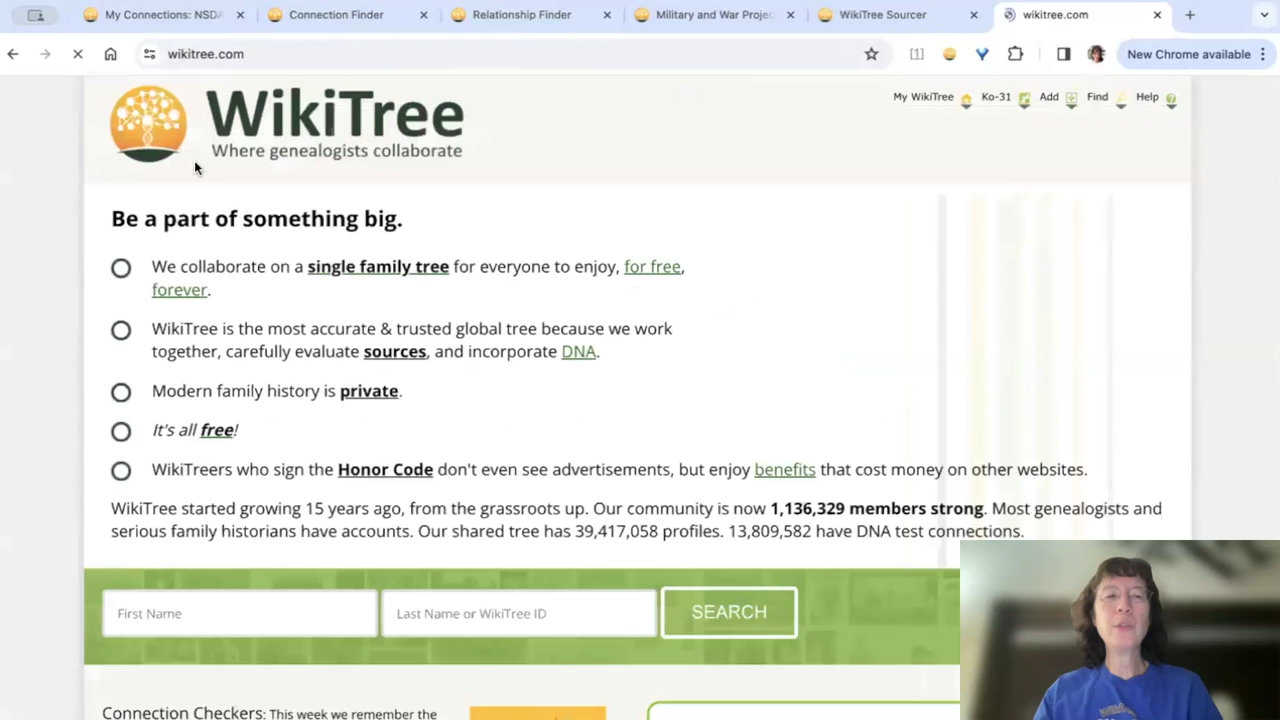 My Connections: NSDA
Connection Finder
Relationship Finder
Military and War Projec
WikiTree Sourcer
wikitree.com
wikitree.com
[1]
New Chrome available
WikiTree
Where genealogists collaborate
My WikiTree
Ko-31
Add
Find
Help
Be a part of something big.
We collaborate on a single family tree for everyone to enjoy, for free,
forever.
WikiTree is the most accurate & trusted global tree because we work
together, carefully evaluate sources, and incorporate DNA.
Modern family history is private.
It's all free!
WikiTreers who sign the Honor Code don't even see advertisements, but enjoy benefits that cost money on other websites.
WikiTree started growing 15 years ago, from the grassroots up. Our community is now 1,136,329 members strong. Most genealogists and
serious family historians have accounts. Our shared tree has 39,417,058 profiles. 13,809,582 have DNA test connections.
First Name
Last Name or WikiTree ID
SEARCH
Connection Checkers: This week we remember the